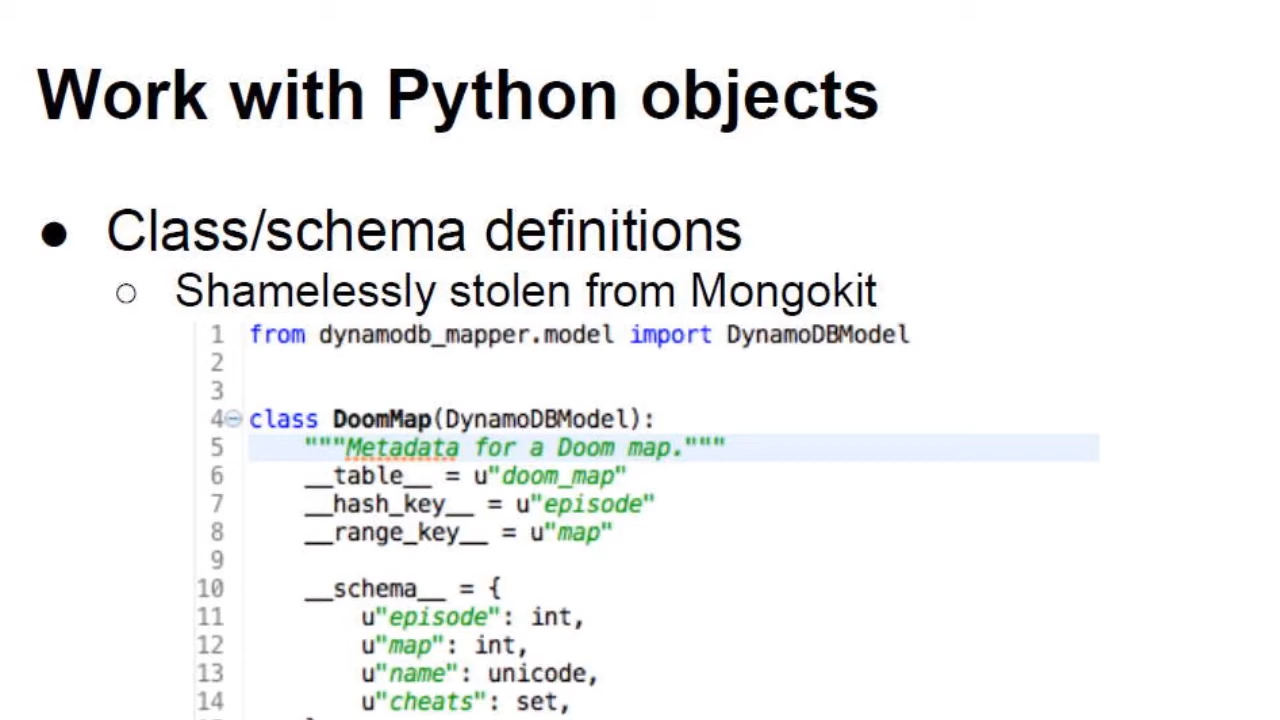 Work with Python objects
● Class/schema definitions
○ Shamelessly stolen from Mongokit
1 from dynamodb_mapper.model import DynamoDBModel
2
3
4 class DoomMap(DynamoDBModel):
5 """Metadata for a Doom map."""
6 __table__ = u"doom_map"
7 __hash_key__ = u"episode"
8 __range_key__ = u"map"
9
10 __schema__ = {
11 u"episode": int,
12 u"map": int,
13 u"name": unicode,
14 u"cheats": set,